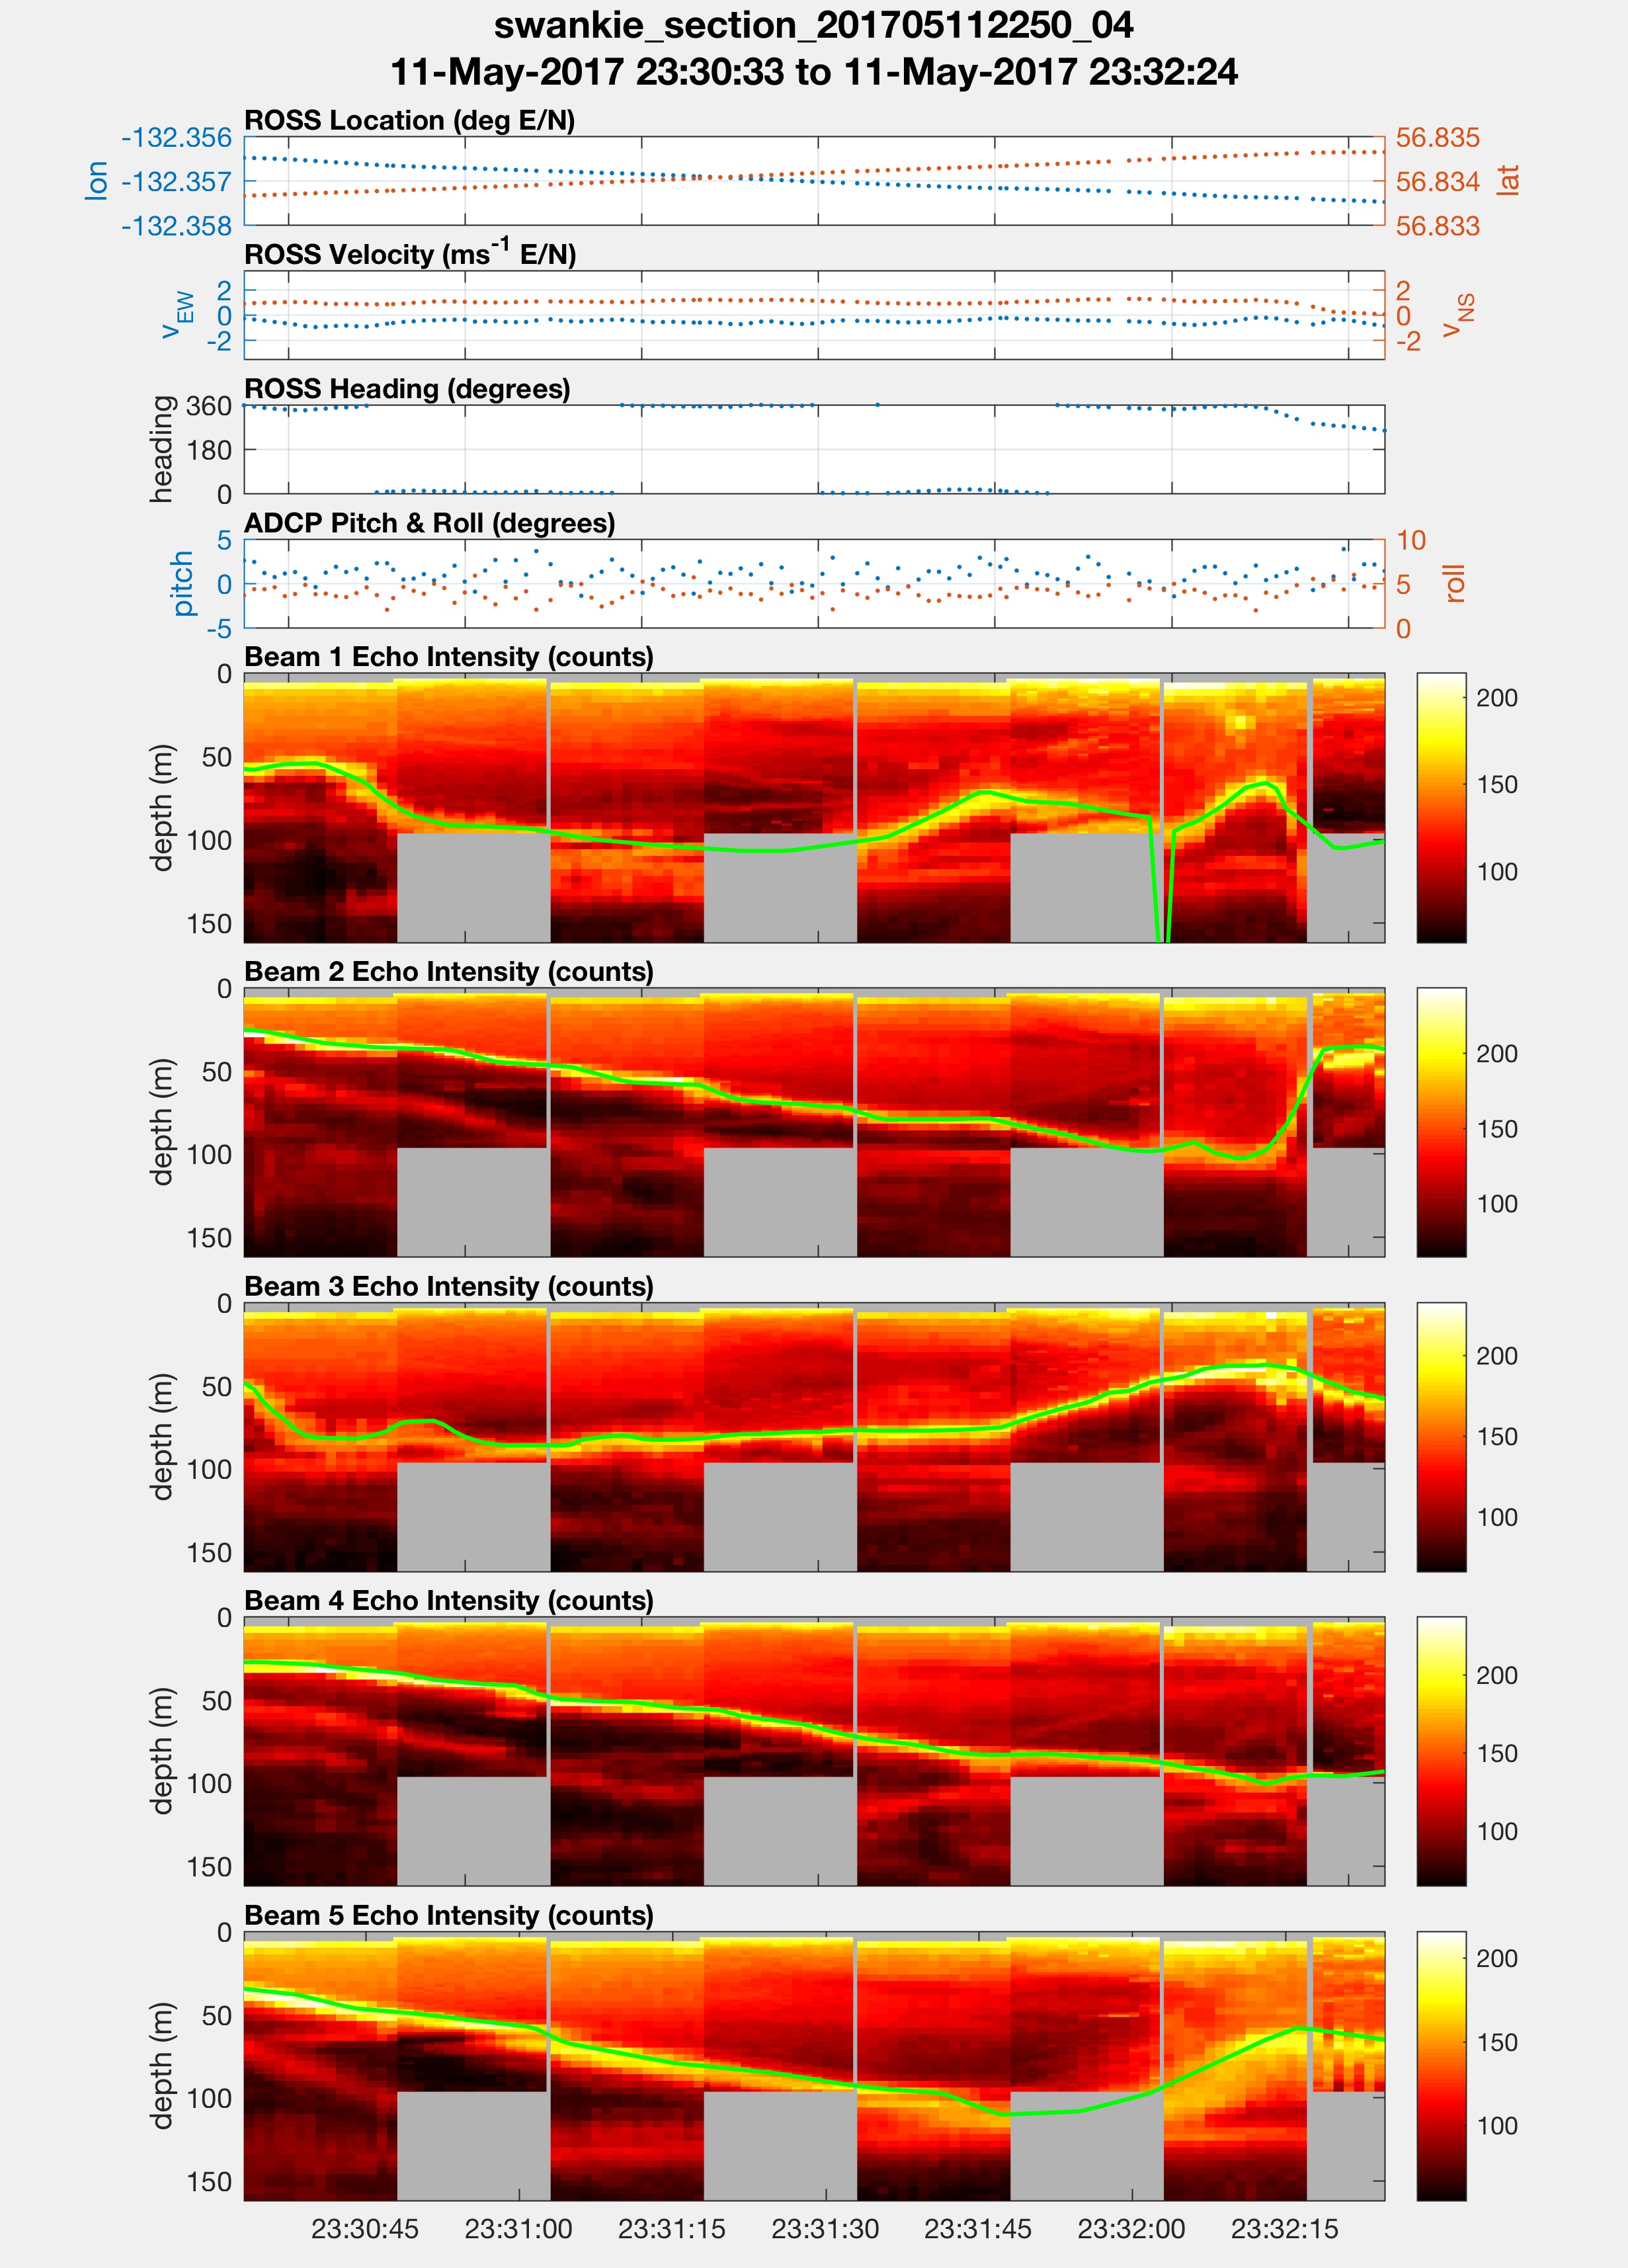 swankie_section_201705112250_04
11-May-2017 23:30:33 to 11-May-2017 23:32:24
ROSS Location (deg E/N)
-132.356
-132.357
-132.358
lon
56.835
56.834
56.833
lat
ROSS Velocity (ms-1 E/N)
2
0
-2
vEW
2
0
-2
vNS
ROSS Heading (degrees)
360
180
0
heading
ADCP Pitch & Roll (degrees)
5
0
-5
pitch
10
5
0
roll
Beam 1 Echo Intensity (counts)
0
50
100
150
depth (m)
200
150
100
Beam 2 Echo Intensity (counts)
0
50
100
150
depth (m)
200
150
100
Beam 3 Echo Intensity (counts)
0
50
100
150
depth (m)
200
150
100
Beam 4 Echo Intensity (counts)
0
50
100
150
depth (m)
200
150
100
Beam 5 Echo Intensity (counts)
0
50
100
150
depth (m)
200
150
100
23:30:45 23:31:00 23:31:15 23:31:30 23:31:45 23:32:00 23:32:15